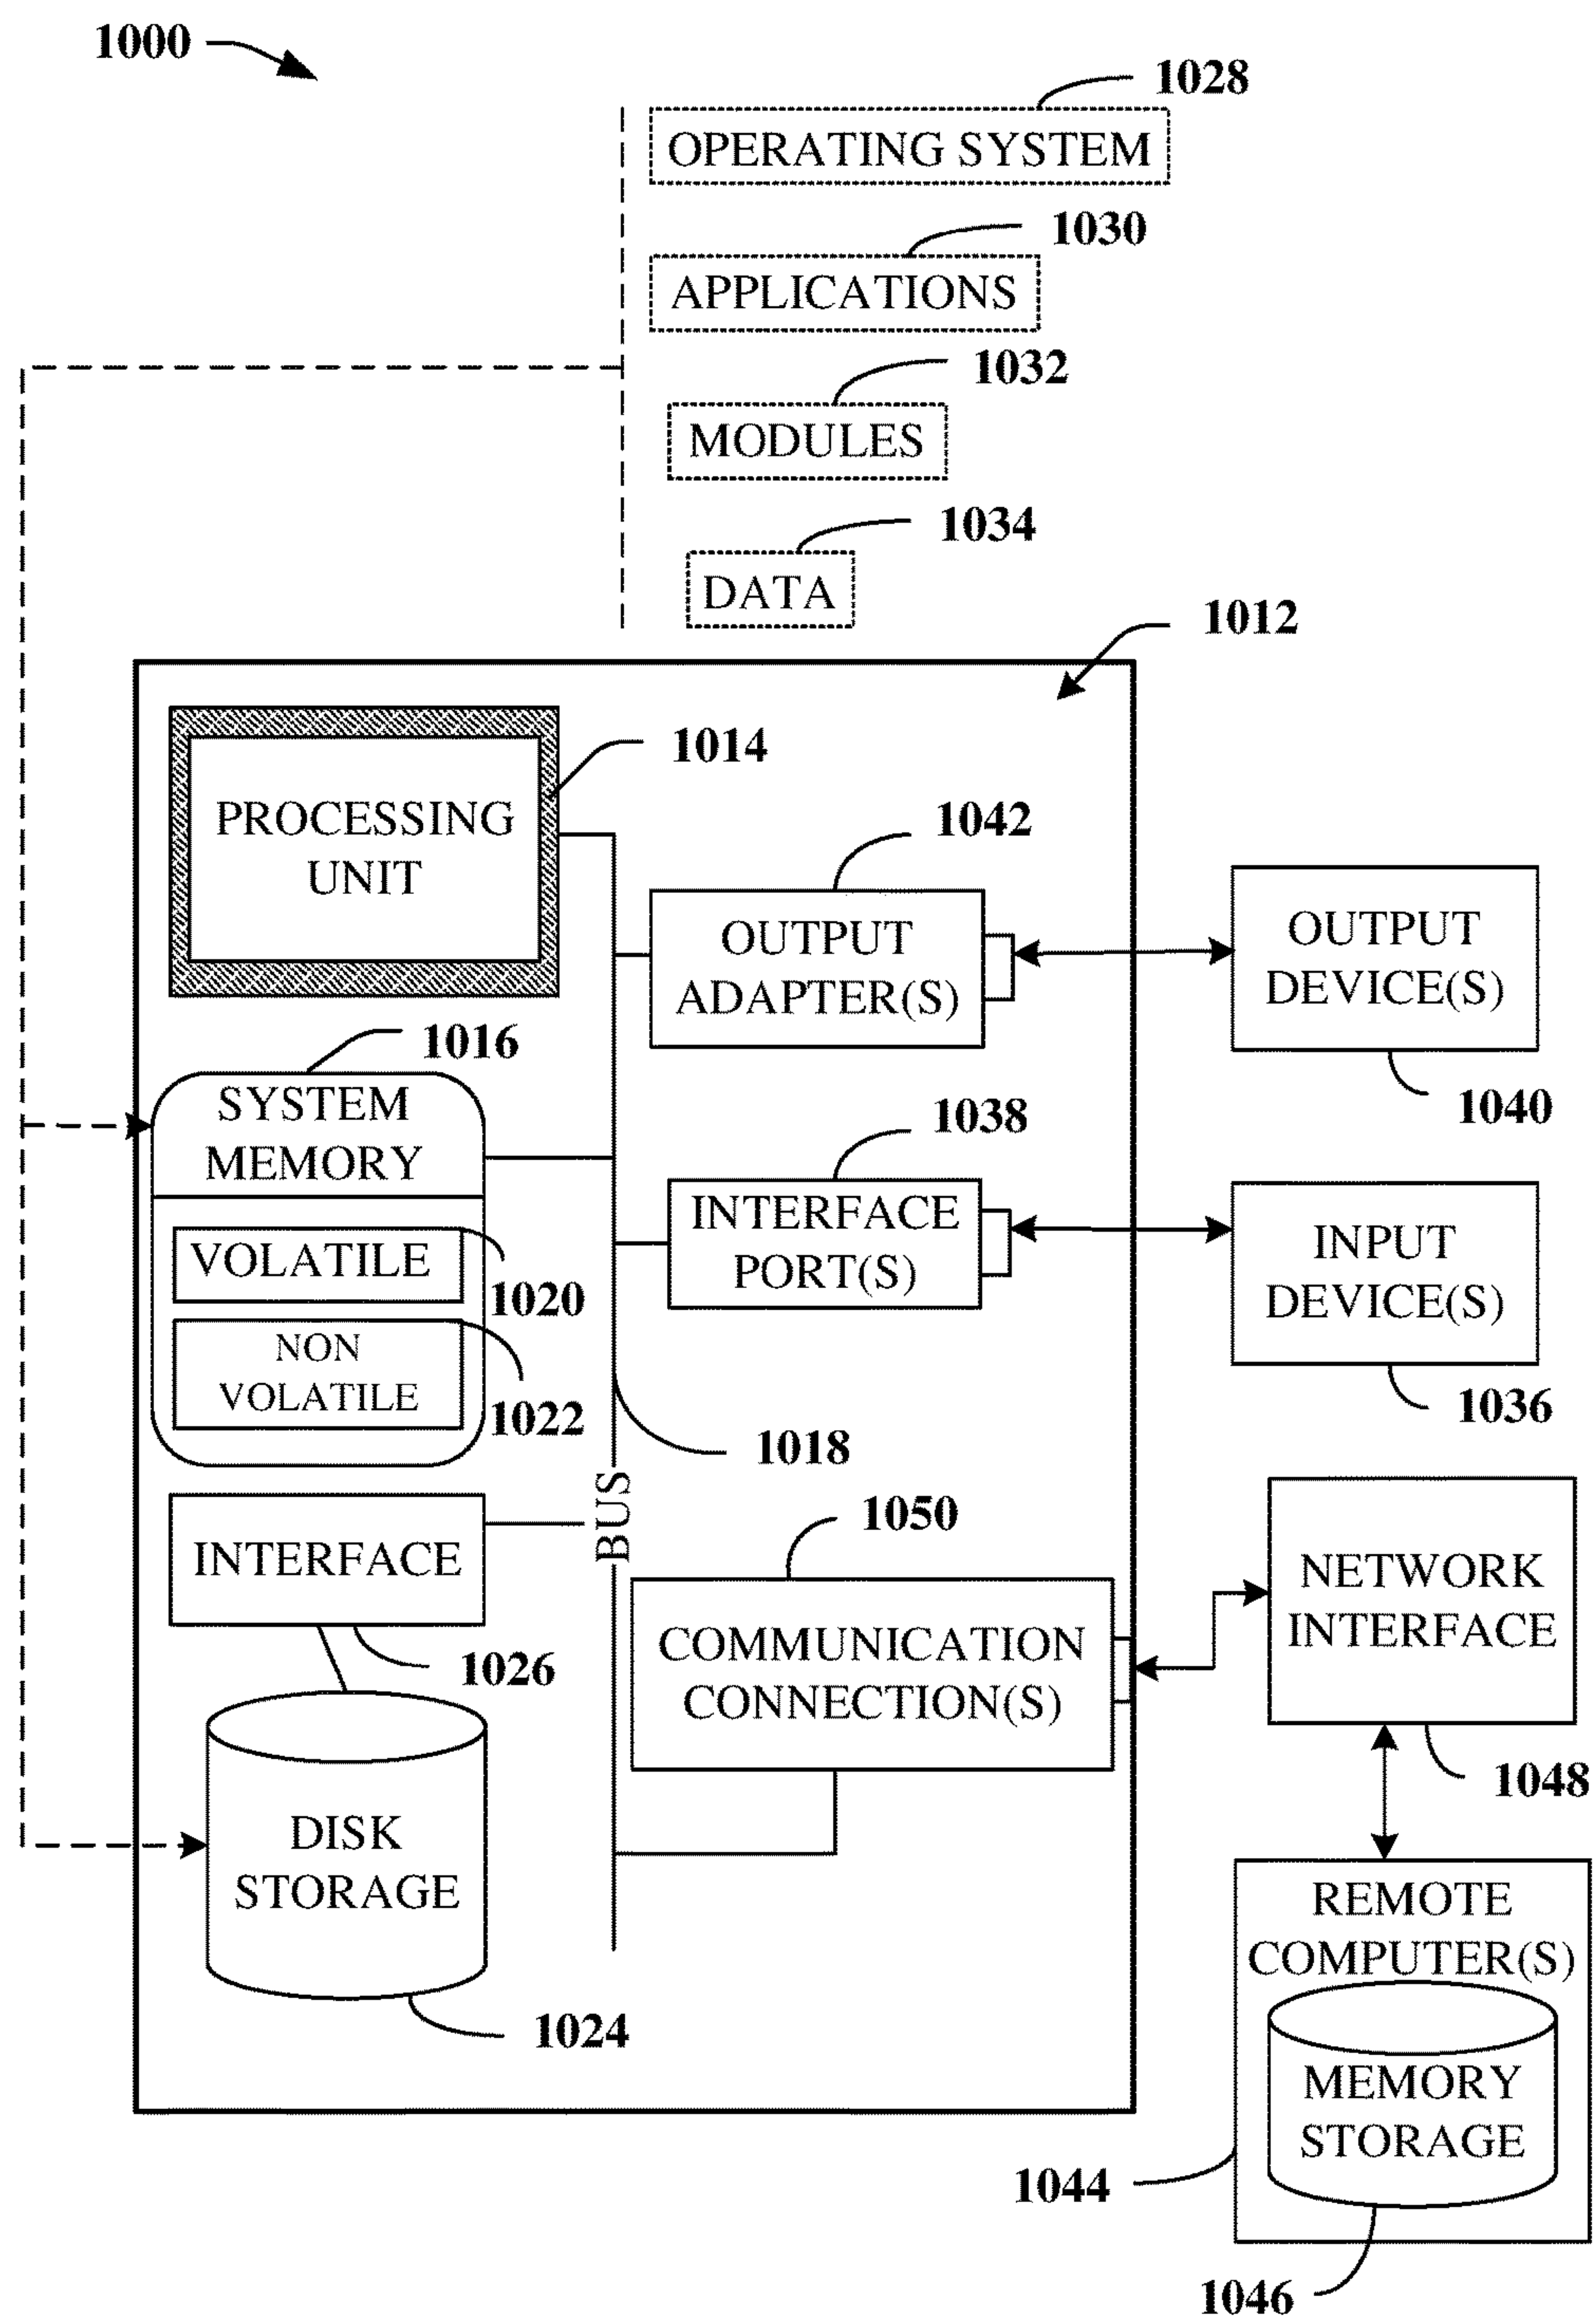 1000
1028
OPERATING SYSTEM
1030
APPLICATIONS
1032
MODULES
1034
DATA
1012
1014
PROCESSING
UNIT
1042
OUTPUT
ADAPTER(S)
OUTPUT
DEVICE(S)
1040
1016
SYSTEM
MEMORY
VOLATILE
1020
NON
VOLATILE
1022
1038
INTERFACE
PORT(S)
INPUT
DEVICE(S)
1036
1018
BUS
INTERFACE
1026
1050
COMMUNICATION
CONNECTION(S)
NETWORK
INTERFACE
1048
DISK
STORAGE
1024
REMOTE
COMPUTER(S)
MEMORY
STORAGE
1044
1046